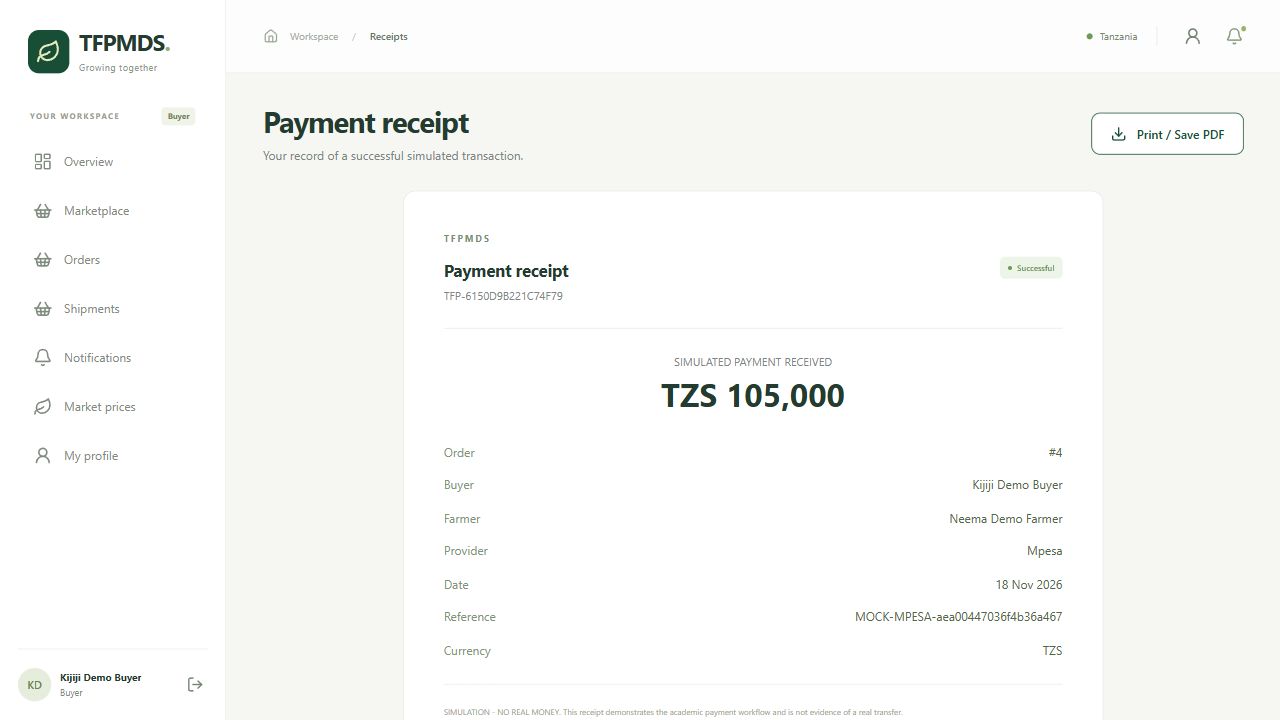 TFPMDS.
Growing together
YOUR WORKSPACE Buyer
Overview
Marketplace
Orders
Shipments
Notifications
Market prices
My profile
KD Kijiji Demo Buyer
Buyer
Workspace / Receipts
Tanzania
Payment receipt
Your record of a successful simulated transaction.
Print / Save PDF
TFPMDS
Payment receipt
Successful
TFP-6150D9B221C74F79
SIMULATED PAYMENT RECEIVED
TZS 105,000
Order #4
Buyer Kijiji Demo Buyer
Farmer Neema Demo Farmer
Provider Mpesa
Date 18 Nov 2026
Reference MOCK-MPESA-aea00447036f4b36a467
Currency TZS
SIMULATION - NO REAL MONEY. This receipt demonstrates the academic payment workflow and is not evidence of a real transfer.